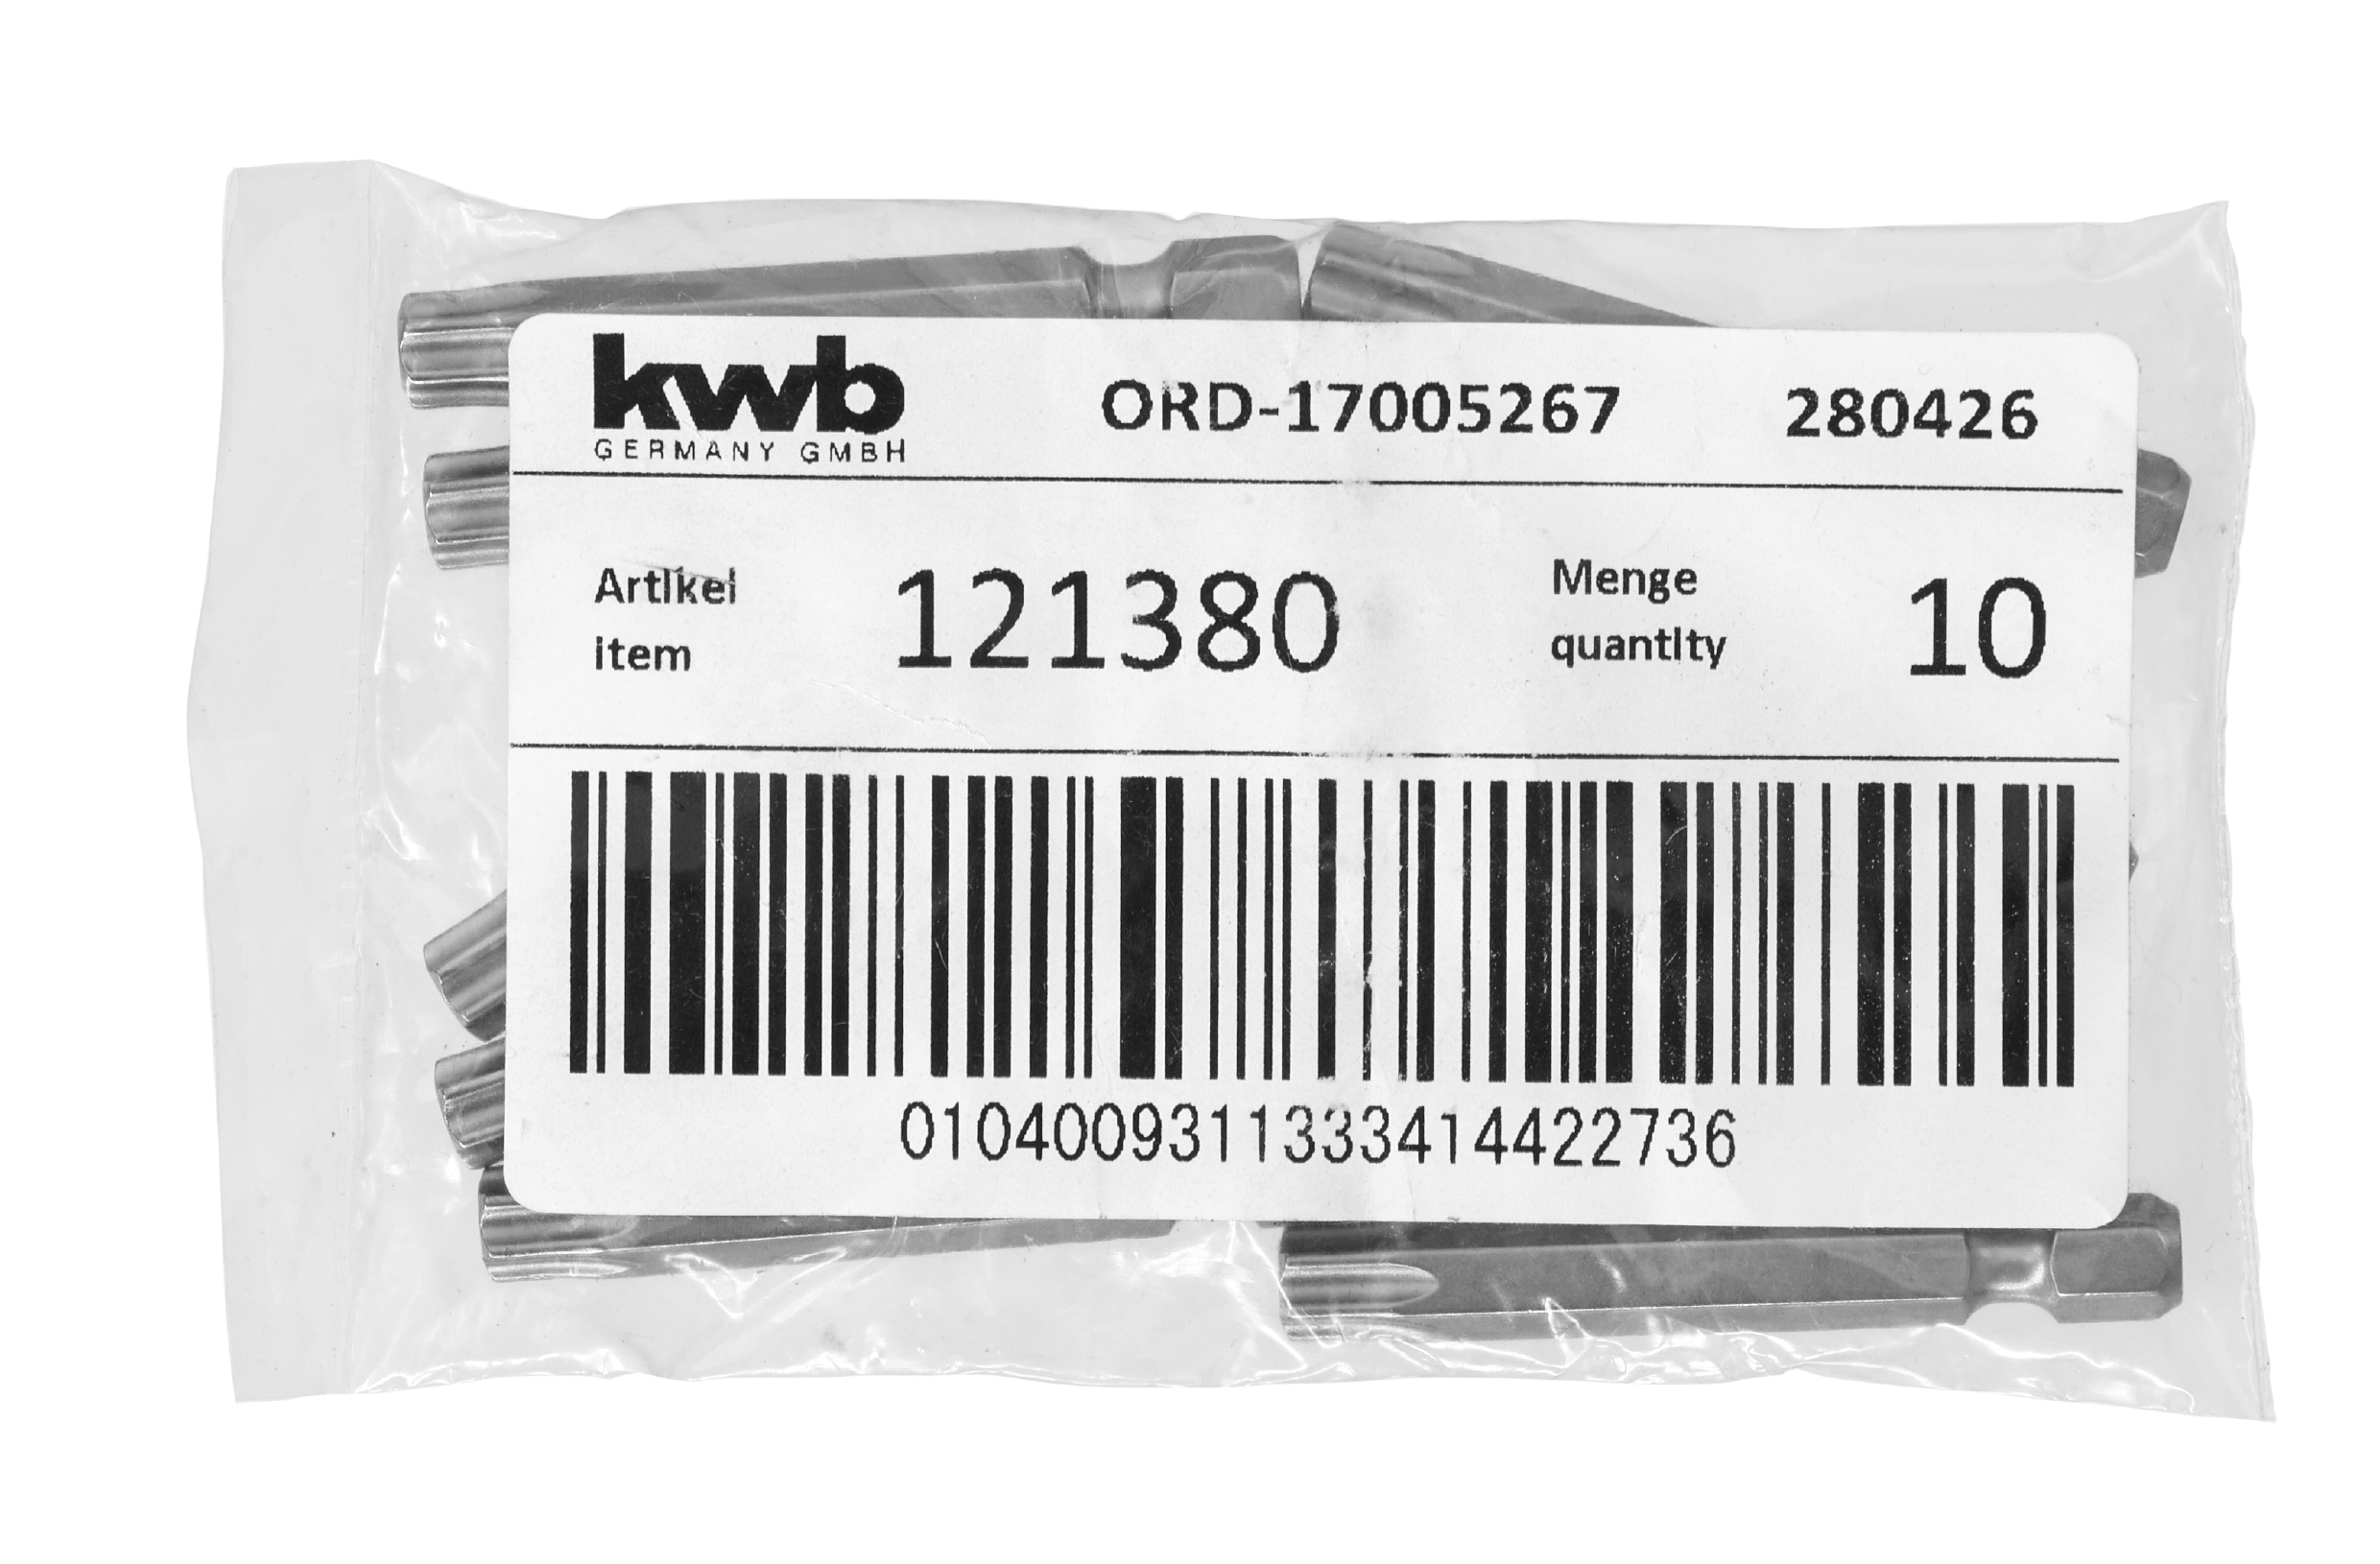 kwb
GERMANY GMBH
ORD-17005267
280426
Artikel
item
121380
Menge
quantity
10
0104009311333414422736